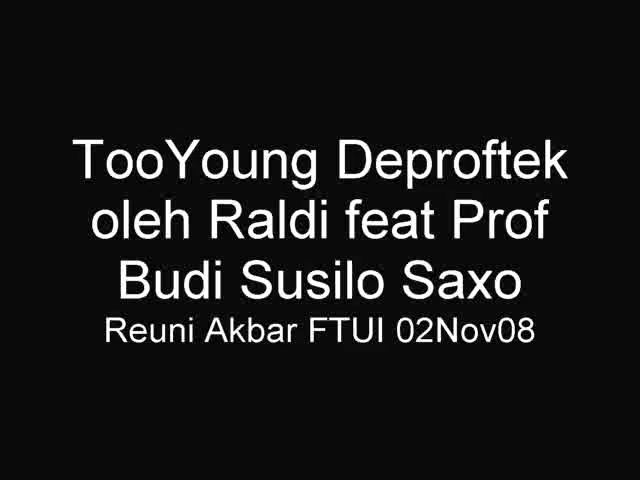 TooYoung Deproftek
oleh Raldi feat Prof
Budi Susilo Saxo
Reuni Akbar FTUI 02Nov08